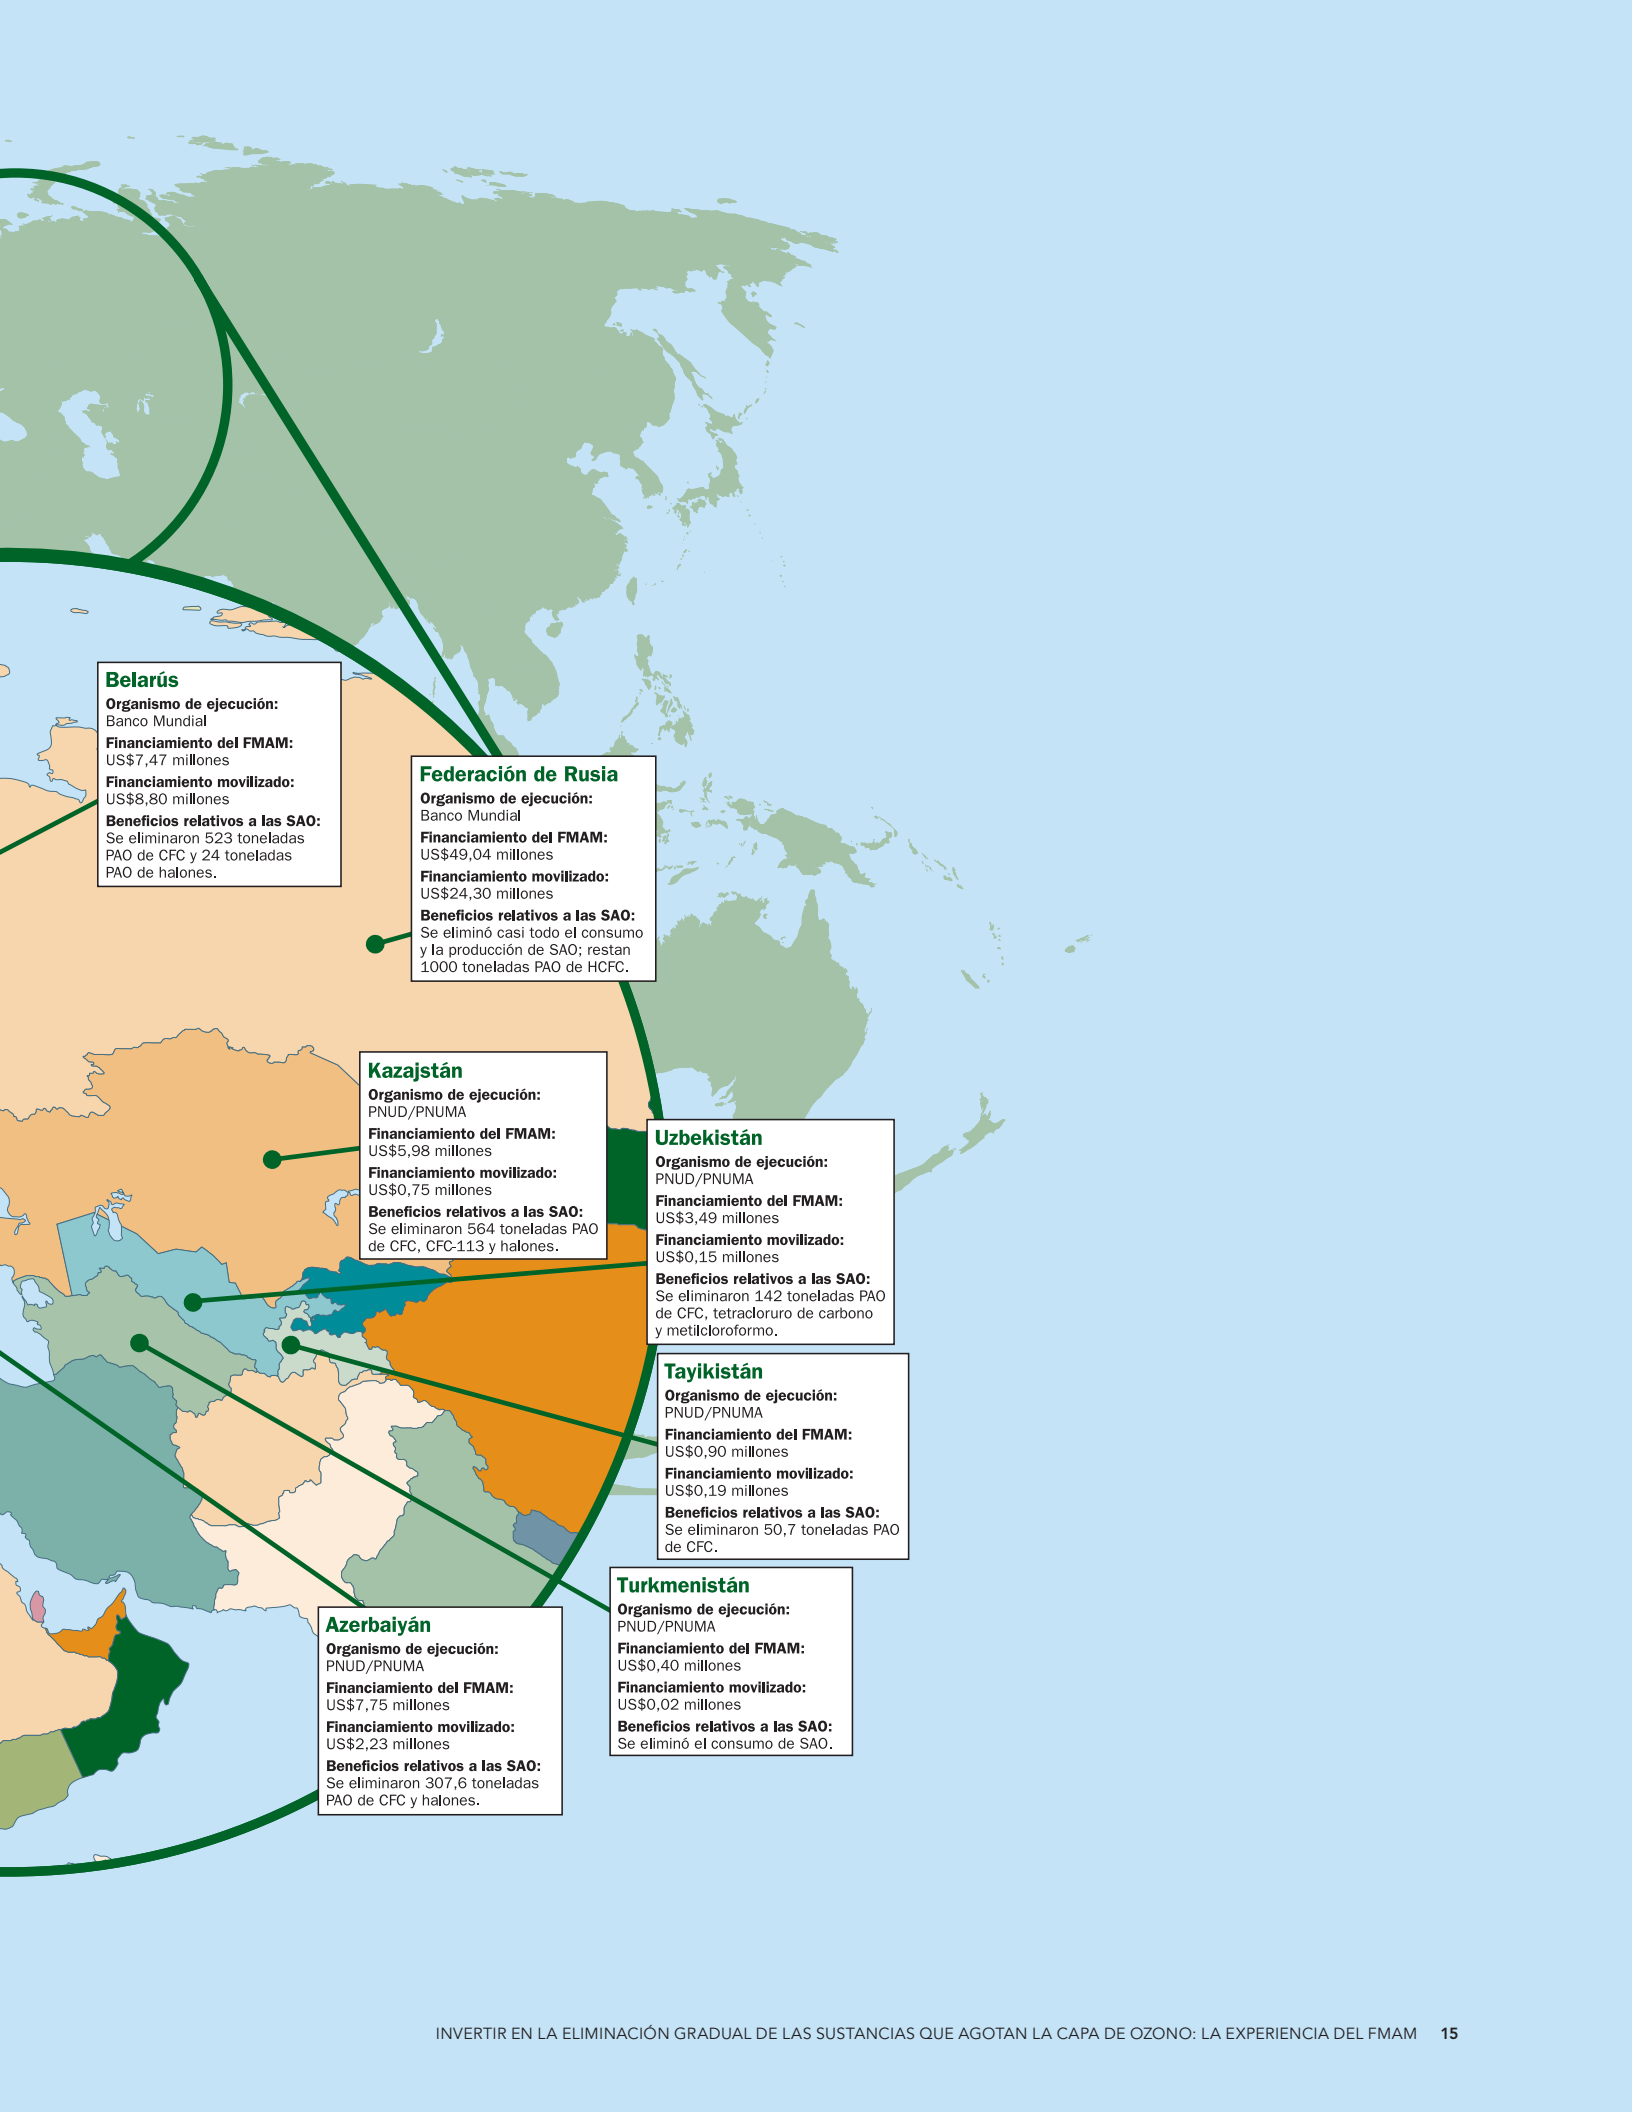 Belarús
Organismo de ejecución:
Banco Mundial
Financiamiento del FMAM:
US$7,47 millones
Financiamiento movilizado:
US$8,80 millones
Beneficios relativos a las SAO:
Se eliminaron 523 toneladas
PAO de CFC y 24 toneladas
PAO de halones.
Federación de Rusia
Organismo de ejecución:
Banco Mundial
Financiamiento del FMAM:
US$49,04 millones
Financiamiento movilizado:
US$24,30 millones
Beneficios relativos a las SAO:
Se eliminó casi todo el consumo
y la producción de SAO; restan
1000 toneladas PAO de HCFC.
Kazajstán
Organismo de ejecución:
PNUD/PNUMA
Financiamiento del FMAM:
US$5,98 millones
Financiamiento movilizado:
US$0,75 millones
Beneficios relativos a las SAO:
Se eliminaron 564 toneladas PAO
de CFC, CFC-113 y halones.
Uzbekistán
Organismo de ejecución:
PNUD/PNUMA
Financiamiento del FMAM:
US$3,49 millones
Financiamiento movilizado:
US$0,15 millones
Beneficios relativos a las SAO:
Se eliminaron 142 toneladas PAO
de CFC, tetracloruro de carbono
y metilcloroformo.
Tayikistán
Organismo de ejecución:
PNUD/PNUMA
Financiamiento del FMAM:
US$0,90 millones
Financiamiento movilizado:
US$0,19 millones
Beneficios relativos a las SAO:
Se eliminaron 50,7 toneladas PAO
de CFC.
Turkmenistán
Organismo de ejecución:
PNUD/PNUMA
Financiamiento del FMAM:
US$0,40 millones
Financiamiento movilizado:
US$0,02 millones
Beneficios relativos a las SAO:
Se eliminó el consumo de SAO.
Azerbaiyán
Organismo de ejecución:
PNUD/PNUMA
Financiamiento del FMAM:
US$7,75 millones
Financiamiento movilizado:
US$2,23 millones
Beneficios relativos a las SAO:
Se eliminaron 307,6 toneladas
PAO de CFC y halones.
INVERTIR EN LA ELIMINACIÓN GRADUAL DE LAS SUSTANCIAS QUE AGOTAN LA CAPA DE OZONO: LA EXPERIENCIA DEL FMAM 15